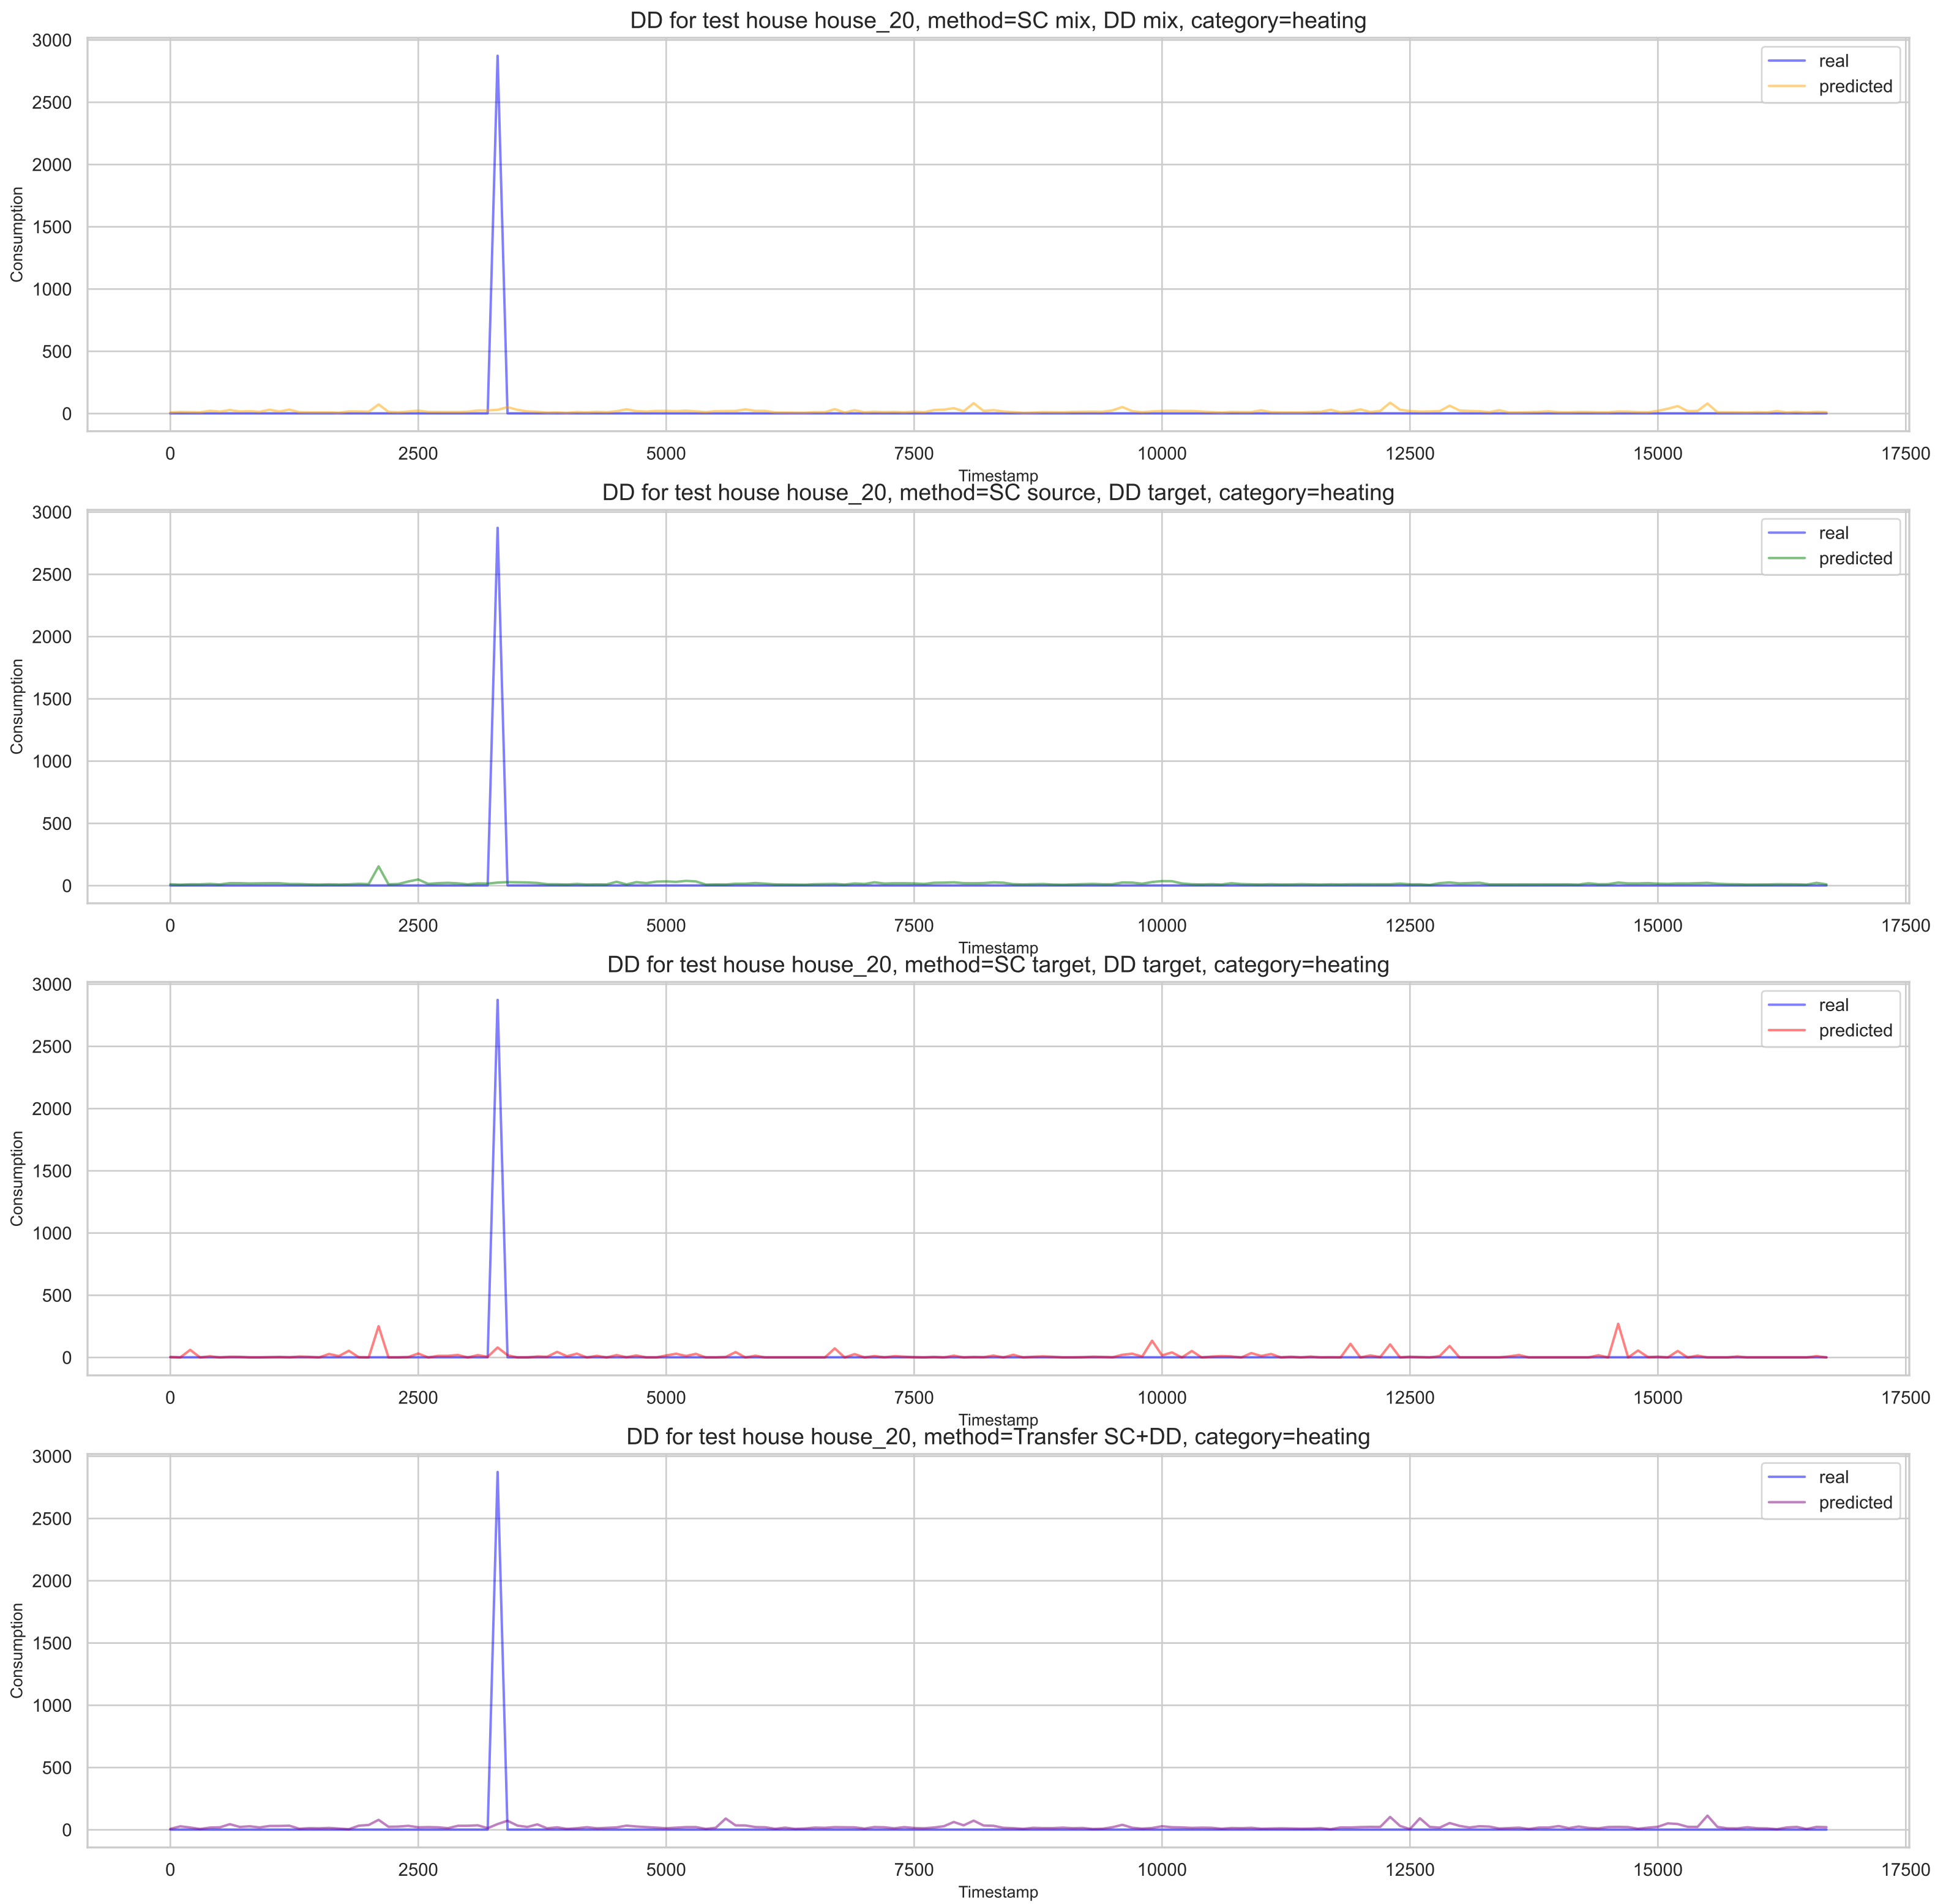 DD for test house house_20, method=SC mix, DD mix, category=heating
3000
2500
2000
1500
1000
500
0
Consumption
real
predicted
0 2500 5000 7500 10000 12500 15000 17500
Timestamp
DD for test house house_20, method=SC source, DD target, category=heating
3000
2500
2000
1500
1000
500
0
Consumption
real
predicted
0 2500 5000 7500 10000 12500 15000 17500
Timestamp
DD for test house house_20, method=SC target, DD target, category=heating
3000
2500
2000
1500
1000
500
0
Consumption
real
predicted
0 2500 5000 7500 10000 12500 15000 17500
Timestamp
DD for test house house_20, method=Transfer SC+DD, category=heating
3000
2500
2000
1500
1000
500
0
Consumption
real
predicted
0 2500 5000 7500 10000 12500 15000 17500
Timestamp